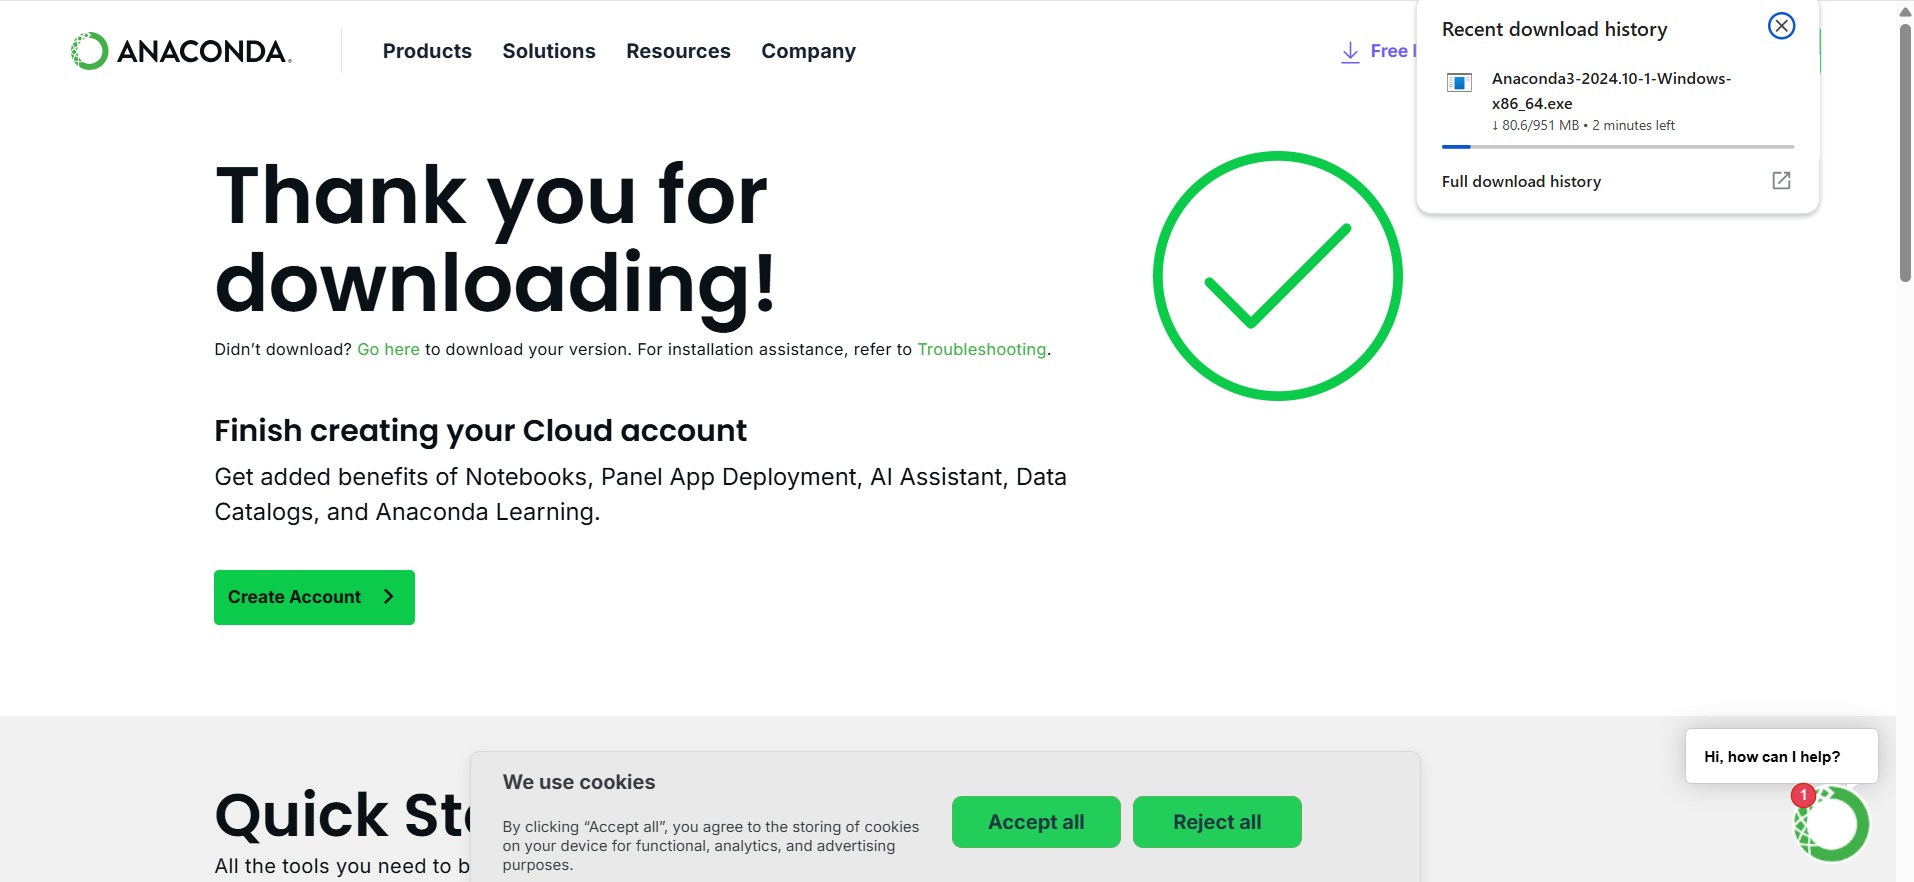 ANACONDA.
Products Solutions Resources Company
Free
Recent download history
Anaconda3-2024.10-1-Windows-
x86_64.exe
↓ 80.6/951 MB • 2 minutes left
Full download history
Thank you for
downloading!
Didn’t download? Go here to download your version. For installation assistance, refer to Troubleshooting.
Finish creating your Cloud account
Get added benefits of Notebooks, Panel App Deployment, AI Assistant, Data
Catalogs, and Anaconda Learning.
Create Account
Hi, how can I help?
1
Quick
All the tools you need to
We use cookies
By clicking “Accept all”, you agree to the storing of cookies
on your device for functional, analytics, and advertising
purposes.
Accept all
Reject all